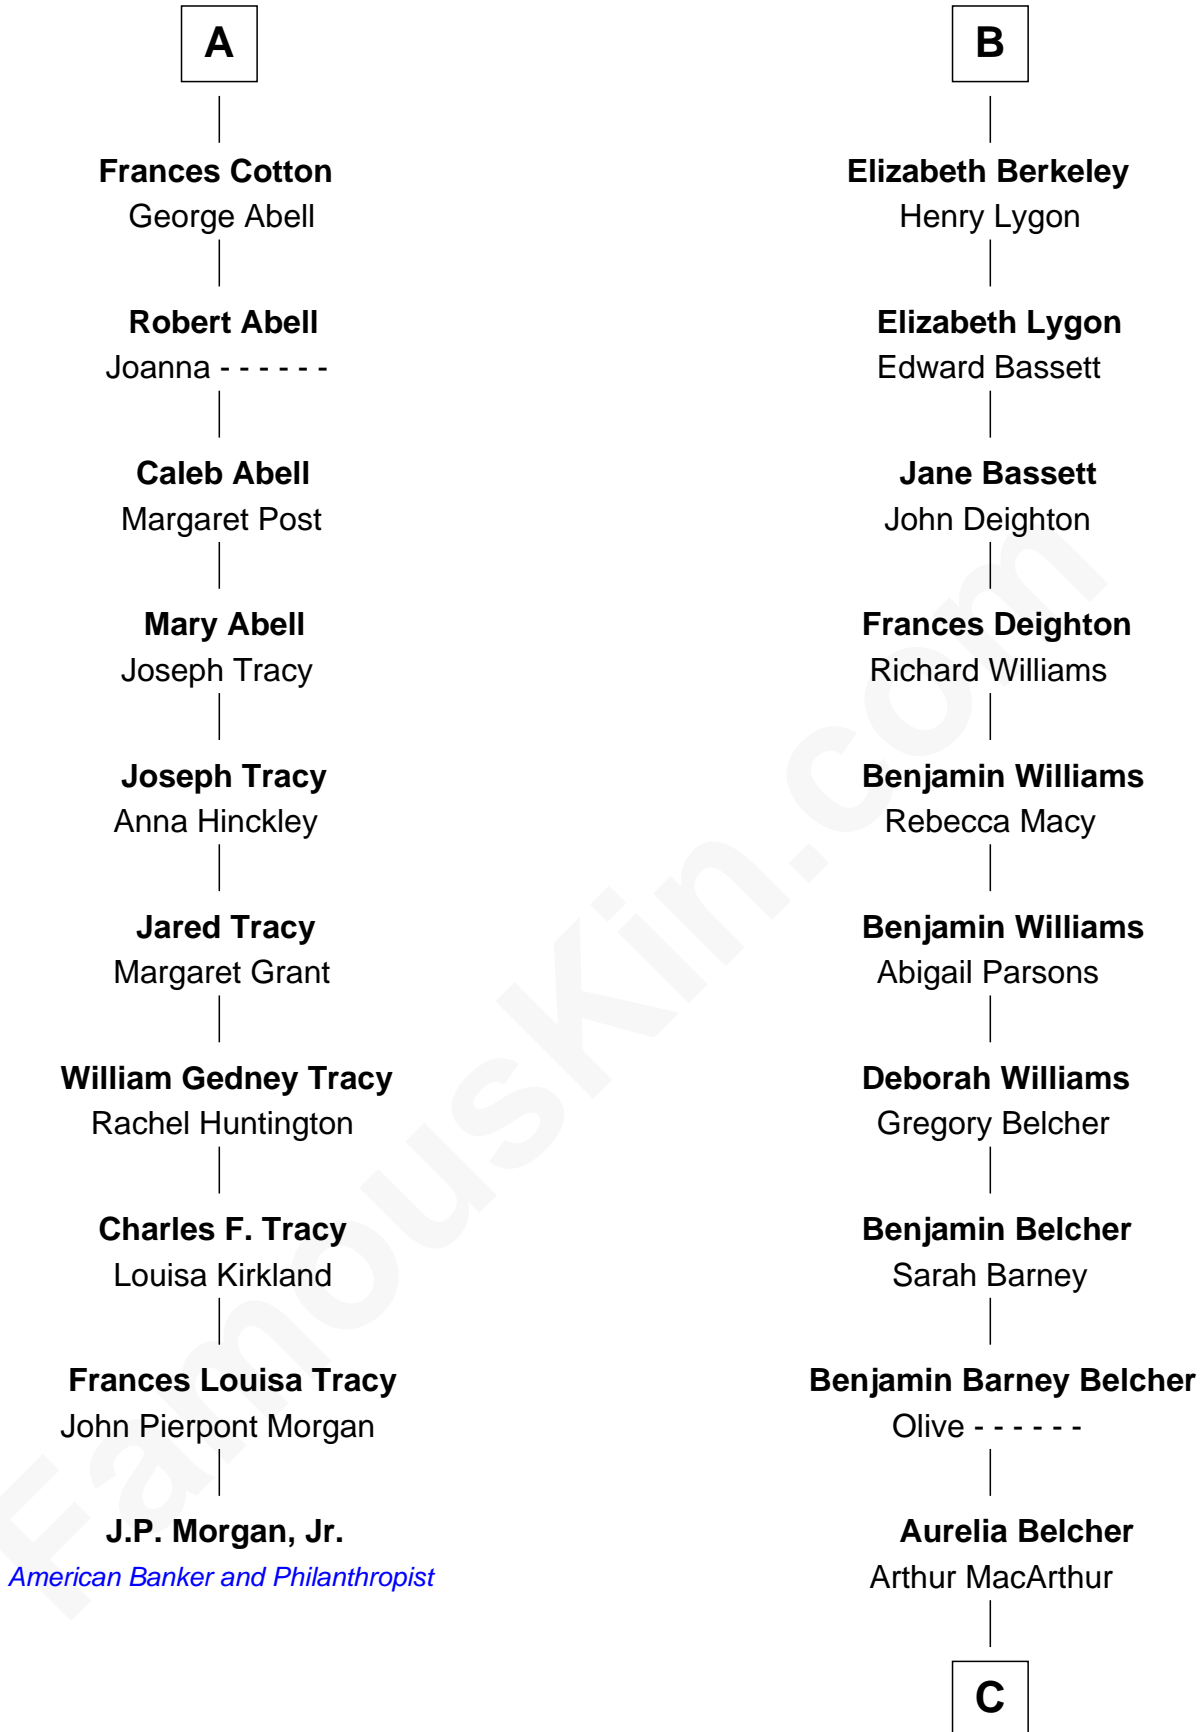 A
Frances Cotton
George Abell
Robert Abell
Joanna - - - - - -
Caleb Abell
Margaret Post
Mary Abell
Joseph Tracy
Joseph Tracy
Anna Hinckley
Jared Tracy
Margaret Grant
William Gedney Tracy
Rachel Huntington
Charles F. Tracy
Louisa Kirkland
Frances Louisa Tracy
John Pierpont Morgan
J.P. Morgan, Jr.
American Banker and Philanthropist
B
Elizabeth Berkeley
Henry Lygon
Elizabeth Lygon
Edward Bassett
Jane Bassett
John Deighton
Frances Deighton
Richard Williams
Benjamin Williams
Rebecca Macy
Benjamin Williams
Abigail Parsons
Deborah Williams
Gregory Belcher
Benjamin Belcher
Sarah Barney
Benjamin Barney Belcher
Olive - - - - - -
Aurelia Belcher
Arthur MacArthur
C
FamousKin.com